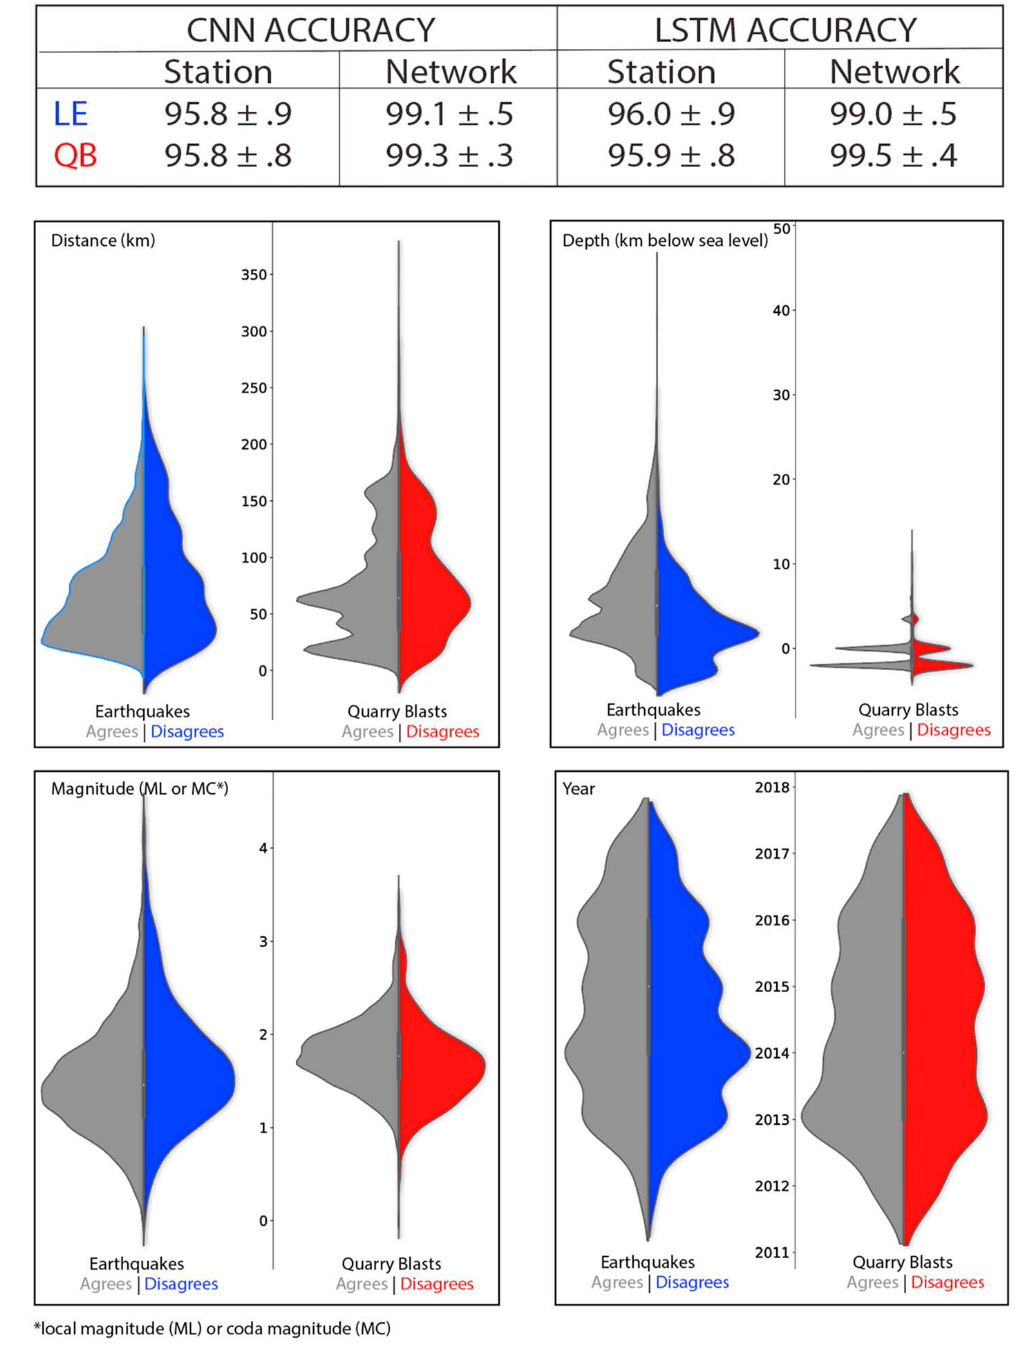 CNN ACCURACY LSTM ACCURACY
Station Network Station Network
LE 95.8 ± .9 99.1 ± .5 96.0 ± .9 99.0 ± .5
QB 95.8 ± .8 99.3 ± .3 95.9 ± .8 99.5 ± .4
Distance (km)
350
300
250
200
150
100
50
0
Earthquakes Quarry Blasts
Agrees | Disagrees Agrees | Disagrees
Depth (km below sea level)
50
40
30
20
10
0
Earthquakes Quarry Blasts
Agrees | Disagrees Agrees | Disagrees
Magnitude (ML or MC*)
4
3
2
1
0
Earthquakes Quarry Blasts
Agrees | Disagrees Agrees | Disagrees
Year
2018
2017
2016
2015
2014
2013
2012
2011
Earthquakes Quarry Blasts
Agrees | Disagrees Agrees | Disagrees
*local magnitude (ML) or coda magnitude (MC)